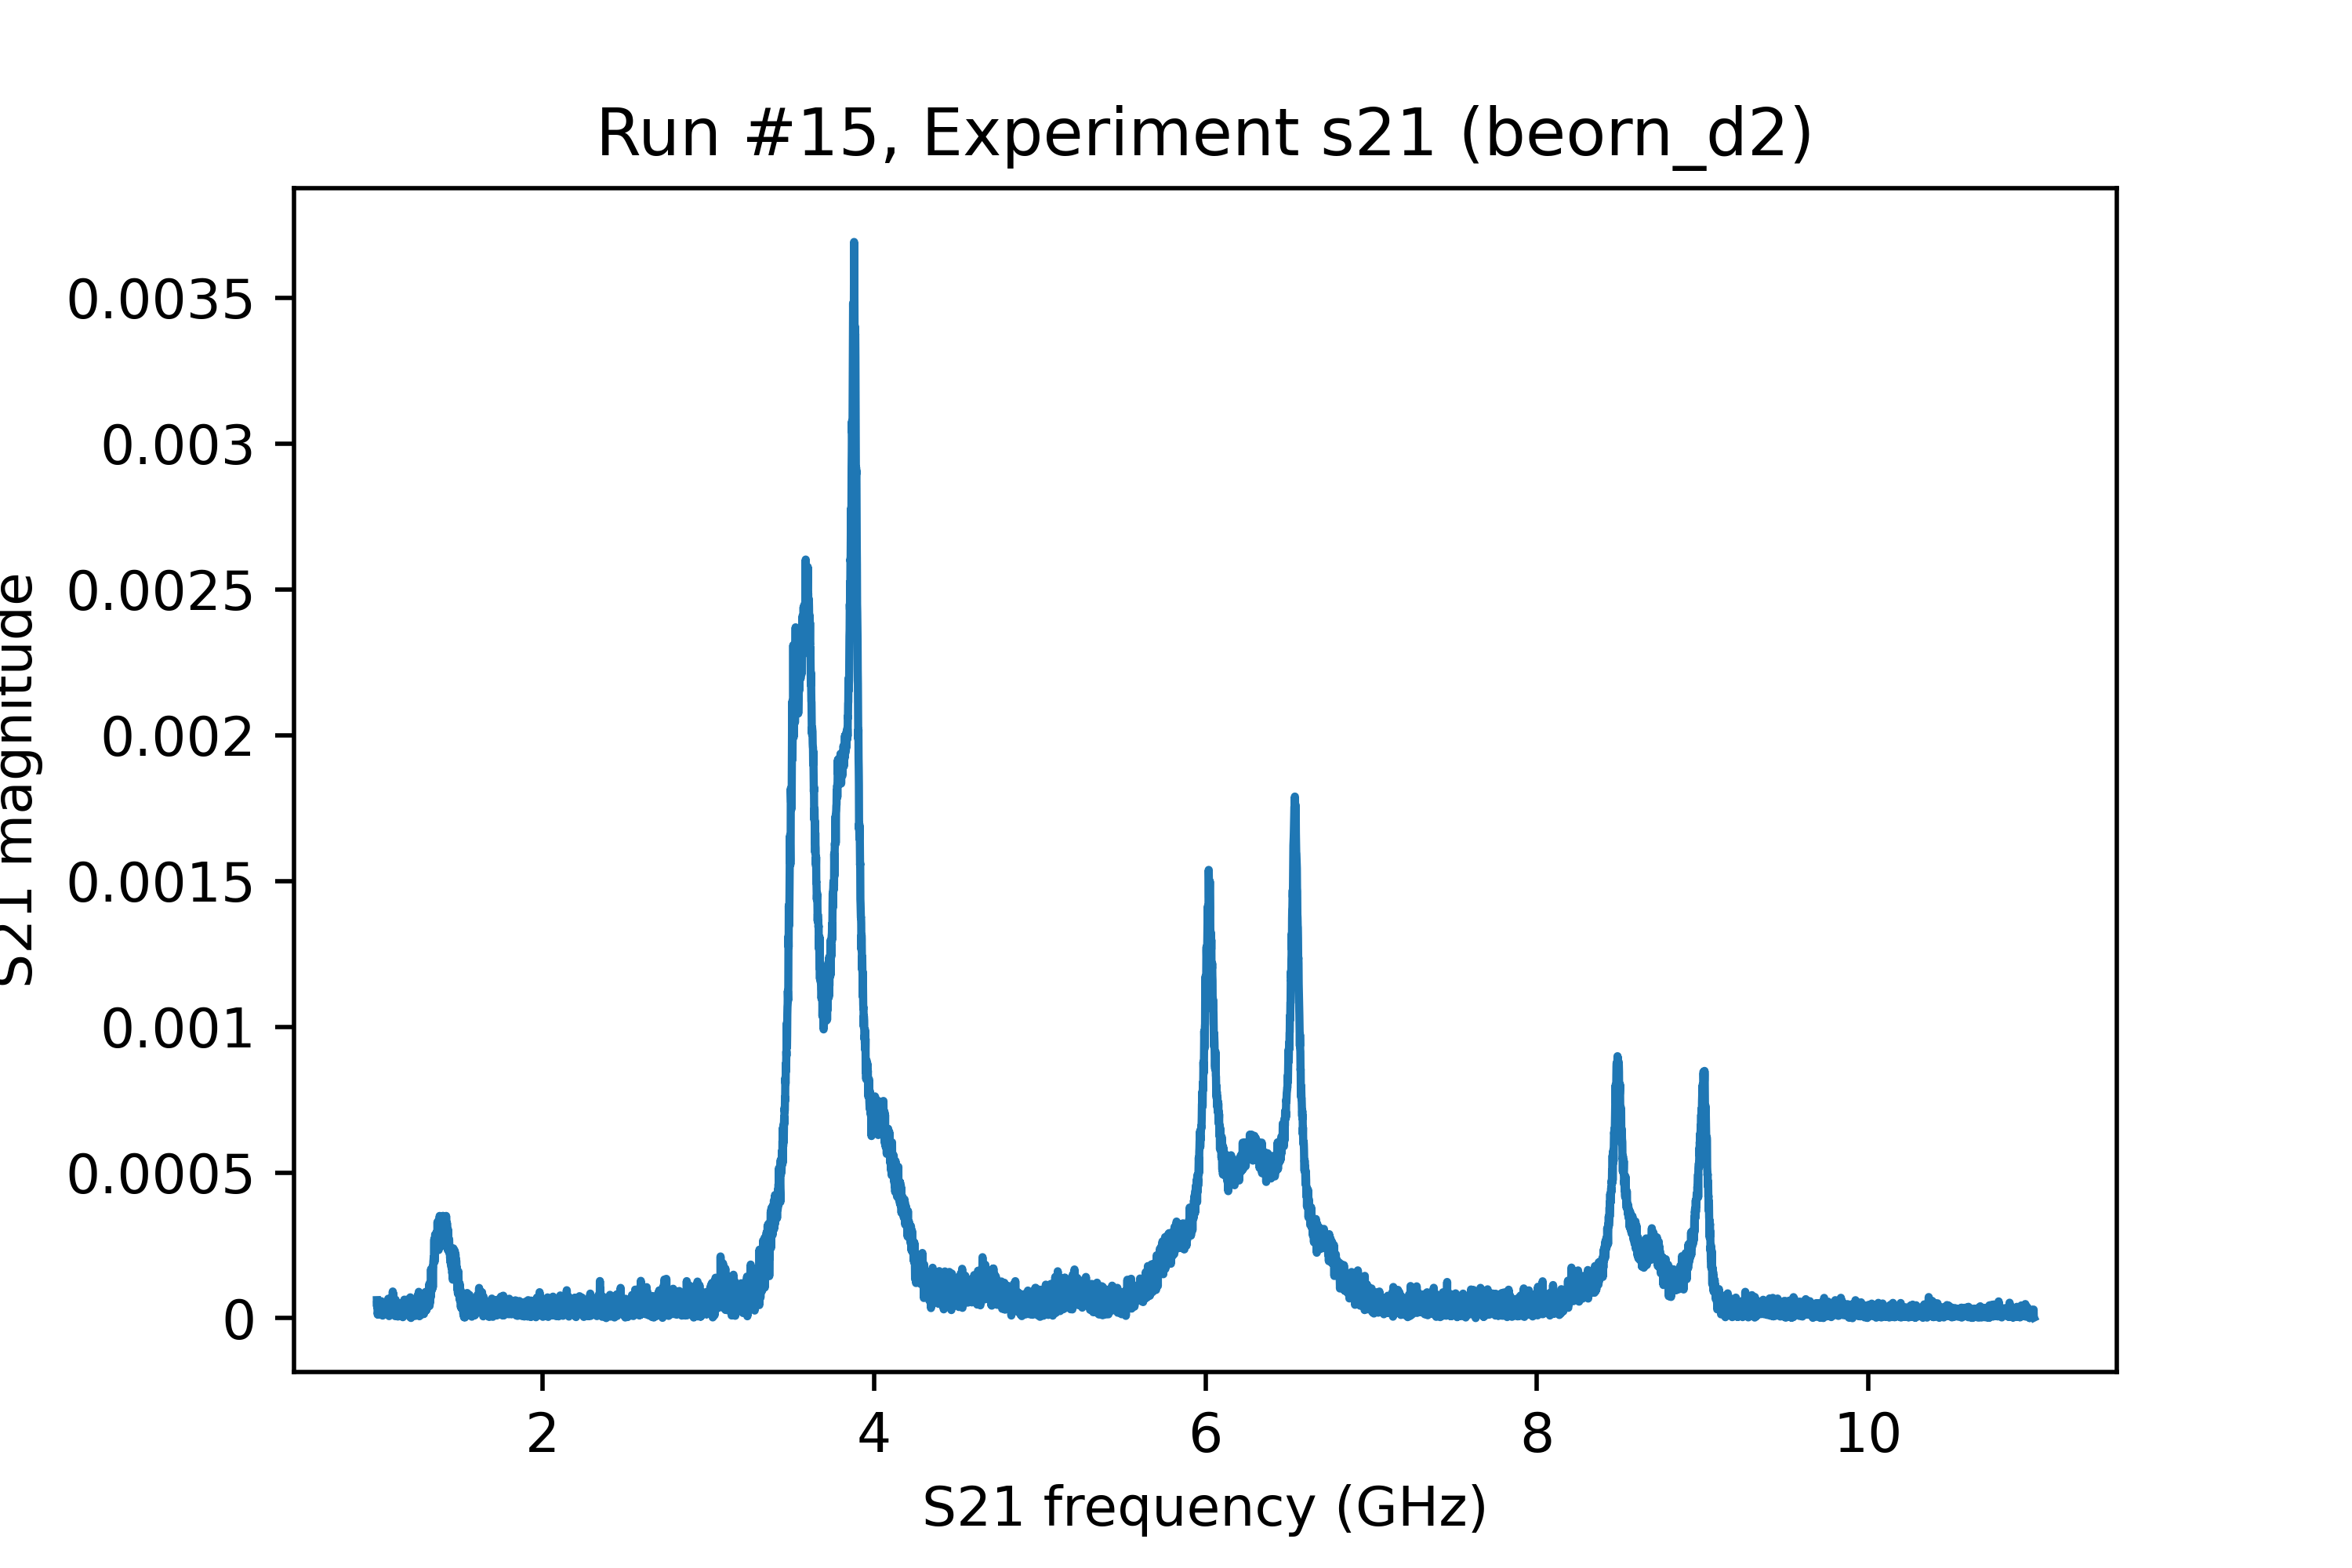 Run #15, Experiment s21 (beorn_d2)
0.0035
0.003
0.0025
0.002
0.0015
0.001
0.0005
0
S21 magnitude
2 4 6 8 10
S21 frequency (GHz)